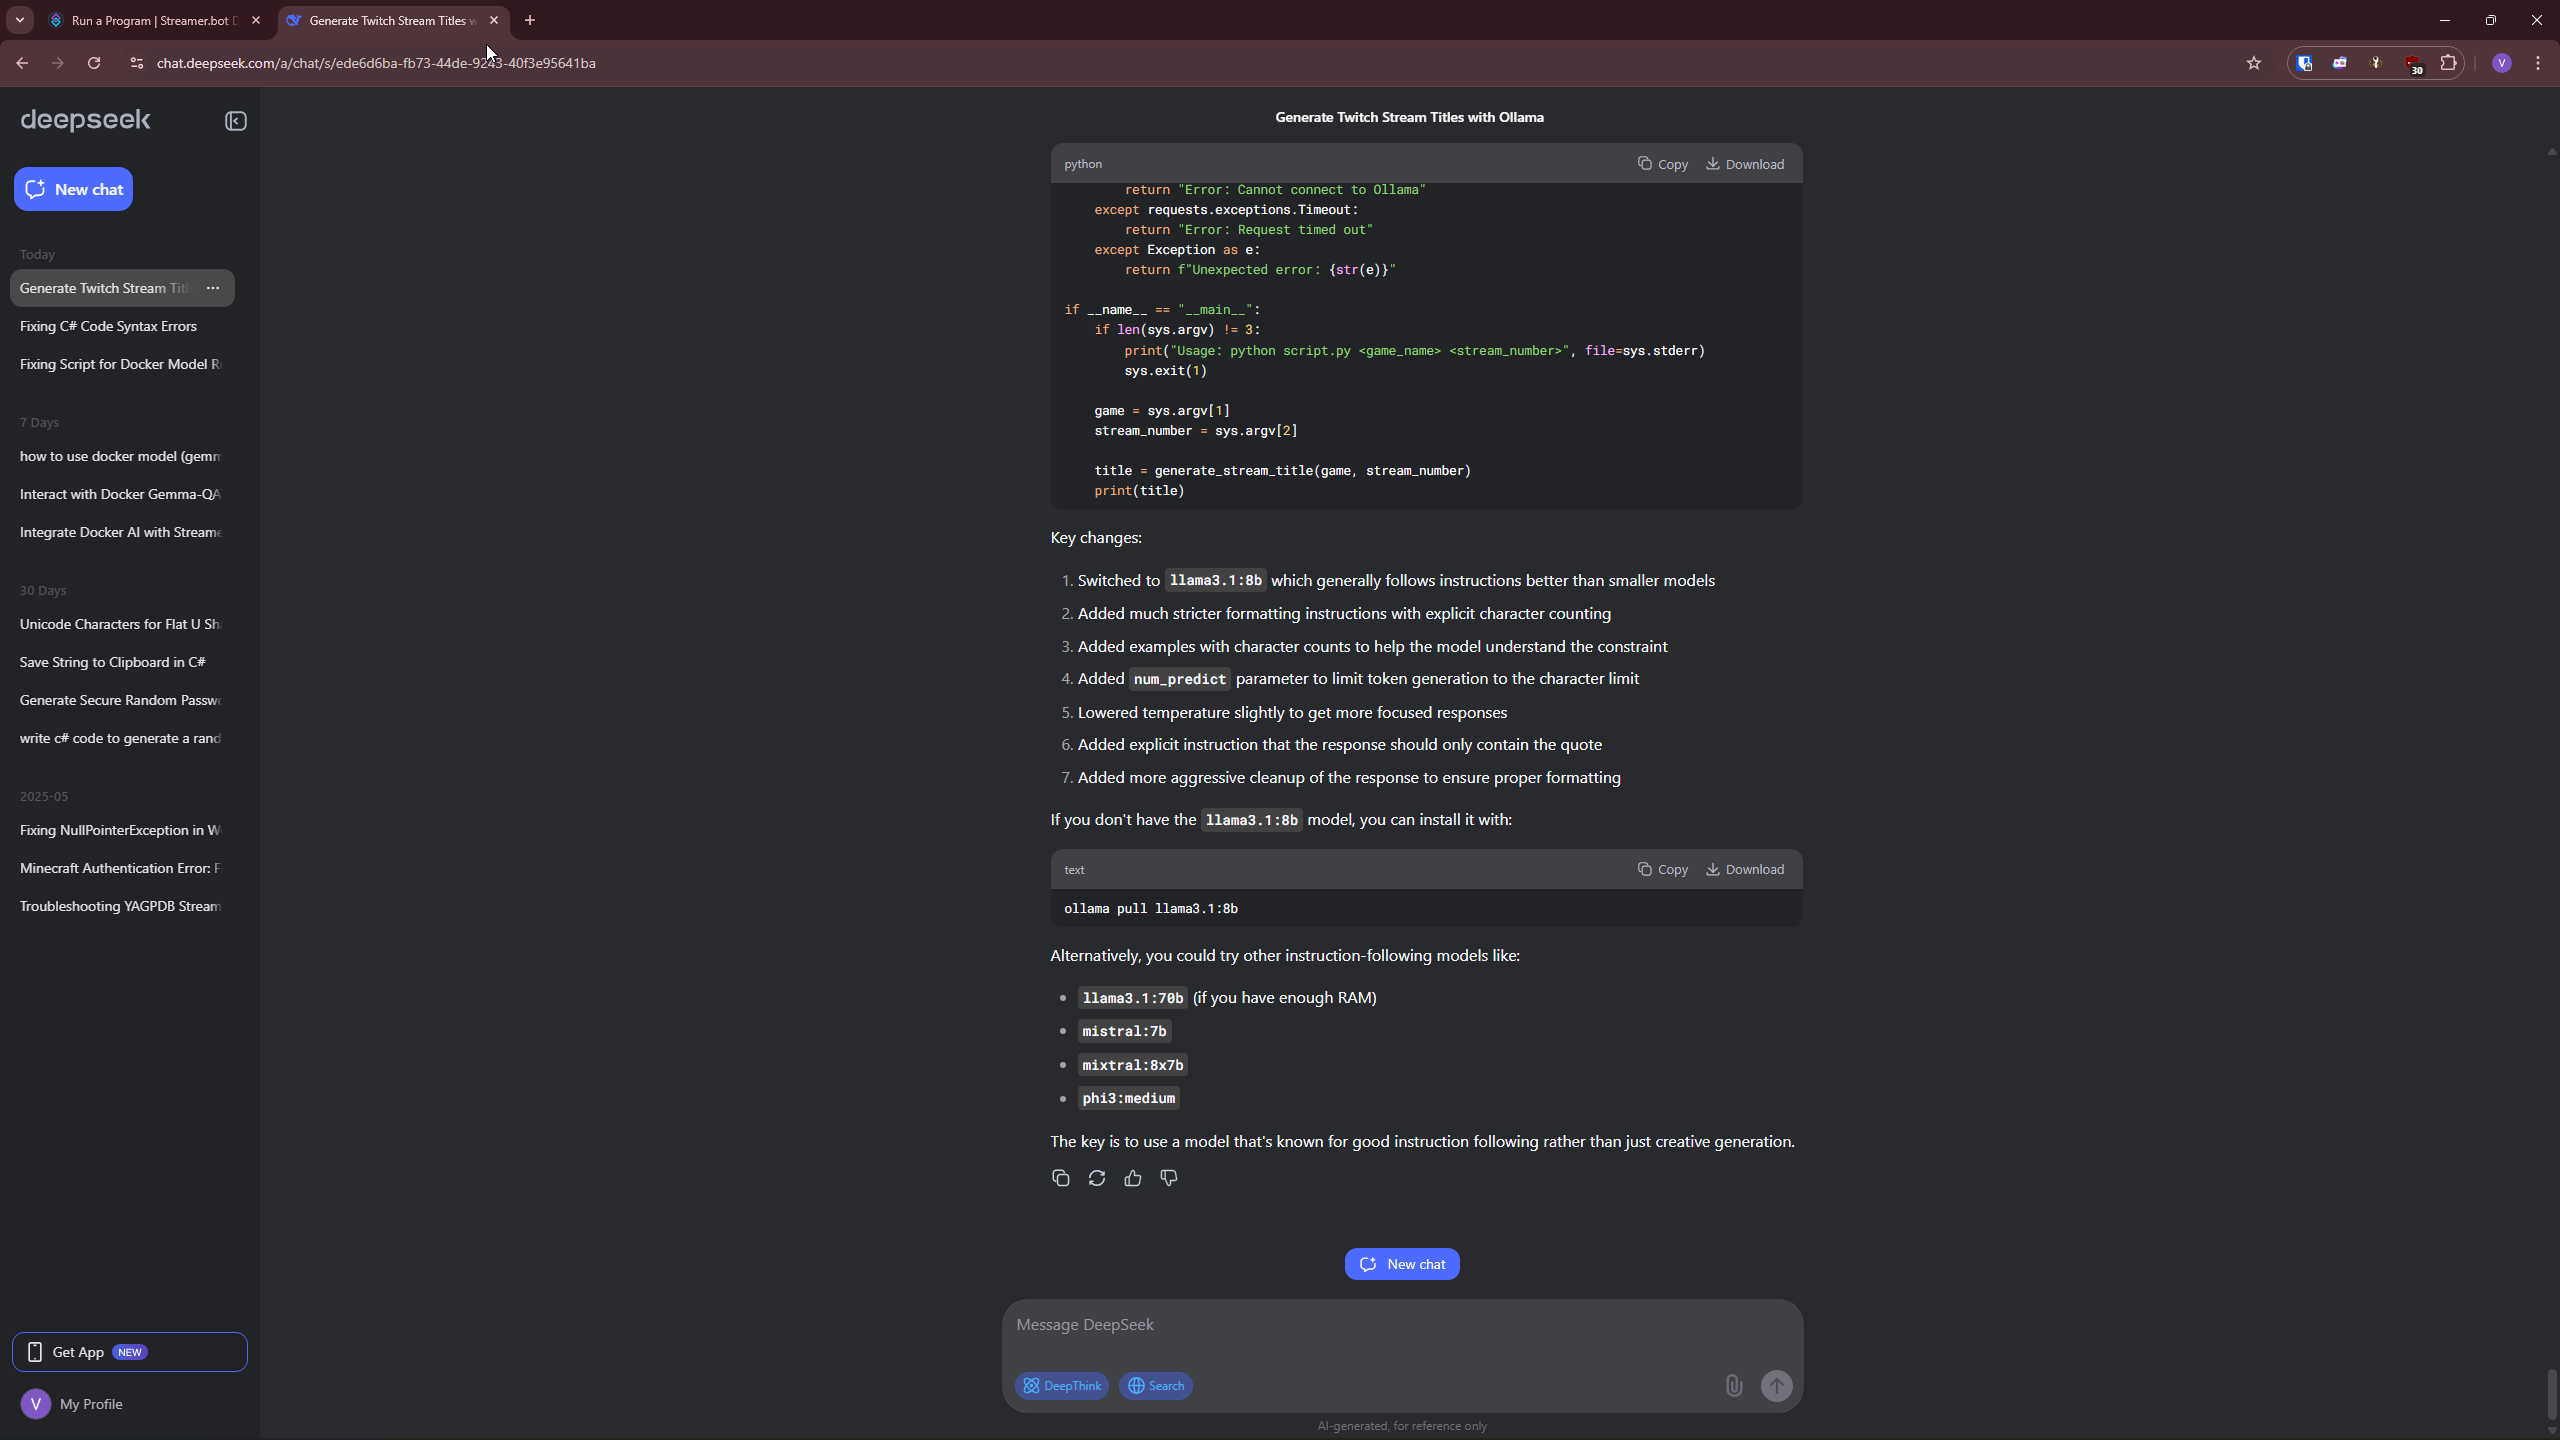 Run a Program | Streamer.bot D
Generate Twitch Stream Titles w
chat.deepseek.com/a/chat/s/ede6d6ba-fb73-44de-9243-40f3e95641ba
30
V
deepseek
New chat
Today
Generate Twitch Stream Titl
Fixing C# Code Syntax Errors
Fixing Script for Docker Model R
7 Days
how to use docker model (gemm
Interact with Docker Gemma-QA
Integrate Docker AI with Streame
30 Days
Unicode Characters for Flat U Sh
Save String to Clipboard in C#
Generate Secure Random Passwo
write c# code to generate a rand
2025-05
Fixing NullPointerException in W
Minecraft Authentication Error: F
Troubleshooting YAGPDB Stream
Get App NEW
V My Profile
Generate Twitch Stream Titles with Ollama
python Copy Download
return "Error: Cannot connect to Ollama"
except requests.exceptions.Timeout:
return "Error: Request timed out"
except Exception as e:
return f"Unexpected error: {str(e)}"
if __name__ == "__main__":
if len(sys.argv) != 3:
print("Usage: python script.py <game_name> <stream_number>", file=sys.stderr)
sys.exit(1)
game = sys.argv[1]
stream_number = sys.argv[2]
title = generate_stream_title(game, stream_number)
print(title)
Key changes:
1. Switched to llama3.1:8b which generally follows instructions better than smaller models
2. Added much stricter formatting instructions with explicit character counting
3. Added examples with character counts to help the model understand the constraint
4. Added num_predict parameter to limit token generation to the character limit
5. Lowered temperature slightly to get more focused responses
6. Added explicit instruction that the response should only contain the quote
7. Added more aggressive cleanup of the response to ensure proper formatting
If you don't have the llama3.1:8b model, you can install it with:
text Copy Download
ollama pull llama3.1:8b
Alternatively, you could try other instruction-following models like:
• llama3.1:70b (if you have enough RAM)
• mistral:7b
• mixtral:8x7b
• phi3:medium
The key is to use a model that's known for good instruction following rather than just creative generation.
New chat
Message DeepSeek
DeepThink Search
AI-generated, for reference only